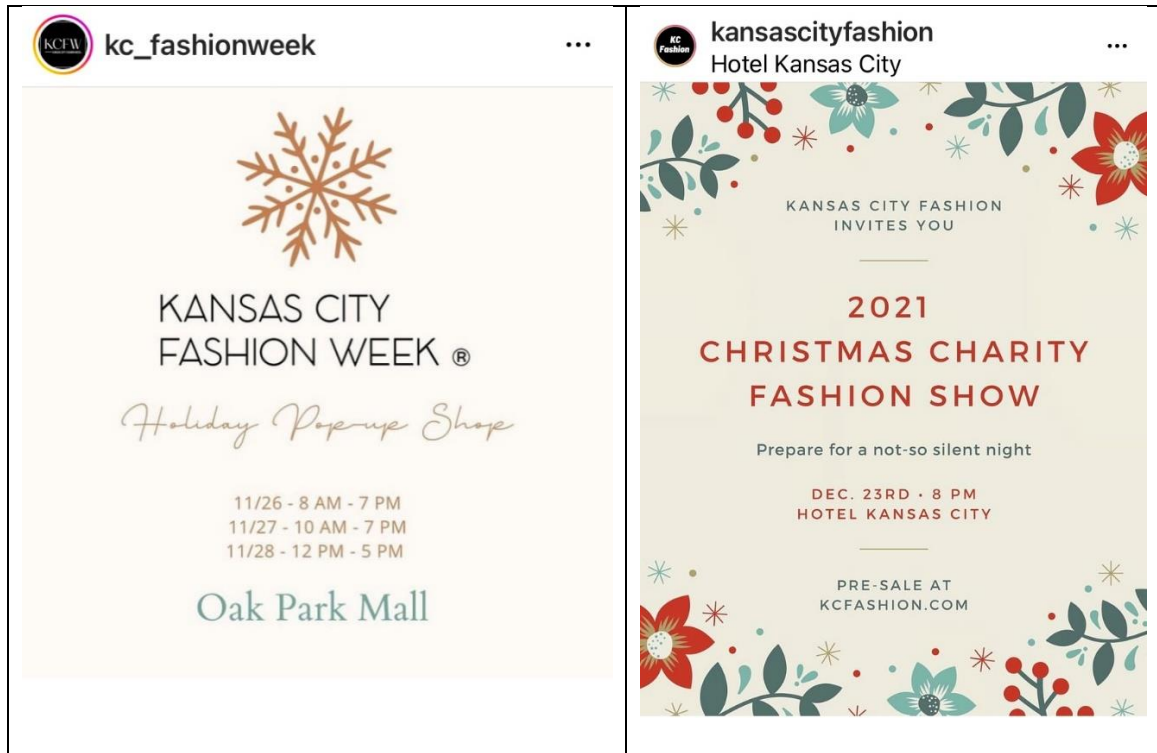 KCFW
kc_fashionweek
KANSAS CITY
FASHION WEEK ®
Holiday Pop-up Shop
11/26 - 8 AM - 7 PM
11/27 - 10 AM - 7 PM
11/28 - 12 PM - 5 PM
Oak Park Mall
KC
Fashion
kansascityfashion
Hotel Kansas City
KANSAS CITY FASHION
INVITES YOU
2021
CHRISTMAS CHARITY
FASHION SHOW
Prepare for a not-so silent night
DEC. 23RD • 8 PM
HOTEL KANSAS CITY
PRE-SALE AT
KCFASHION.COM